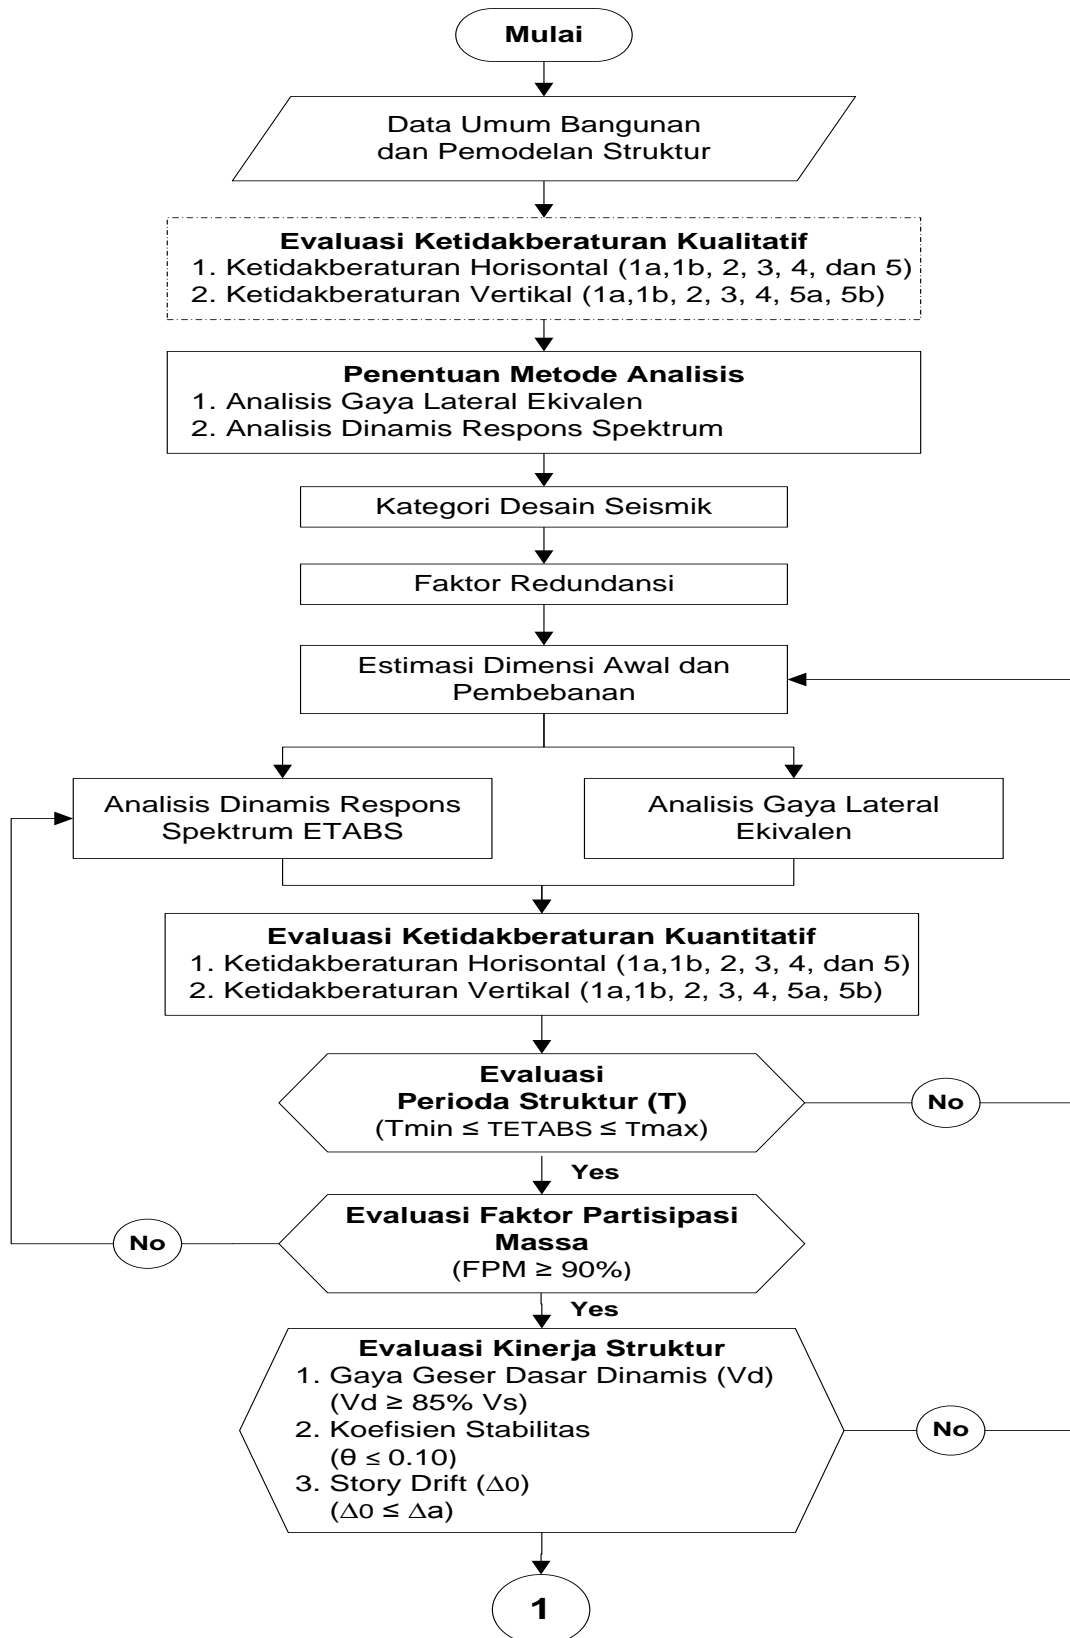 Mulai
Data Umum Bangunan
dan Pemodelan Struktur
Evaluasi Ketidakberaturan Kualitatif
1. Ketidakberaturan Horisontal (1a,1b, 2, 3, 4, dan 5)
2. Ketidakberaturan Vertikal (1a,1b, 2, 3, 4, 5a, 5b)
Penentuan Metode Analisis
1. Analisis Gaya Lateral Ekivalen
2. Analisis Dinamis Respons Spektrum
Kategori Desain Seismik
Faktor Redundansi
Estimasi Dimensi Awal dan
Pembebanan
Analisis Dinamis Respons
Spektrum ETABS
Analisis Gaya Lateral
Ekivalen
Evaluasi Ketidakberaturan Kuantitatif
1. Ketidakberaturan Horisontal (1a,1b, 2, 3, 4, dan 5)
2. Ketidakberaturan Vertikal (1a,1b, 2, 3, 4, 5a, 5b)
Evaluasi
Perioda Struktur (T)
(Tmin ≤ TETABS ≤ Tmax)
No
Yes
Evaluasi Faktor Partisipasi
Massa
(FPM ≥ 90%)
No
Yes
Evaluasi Kinerja Struktur
1. Gaya Geser Dasar Dinamis (Vd)
(Vd ≥ 85% Vs)
2. Koefisien Stabilitas
(θ ≤ 0.10)
3. Story Drift (Δ0)
(Δ0 ≤ Δa)
No
1